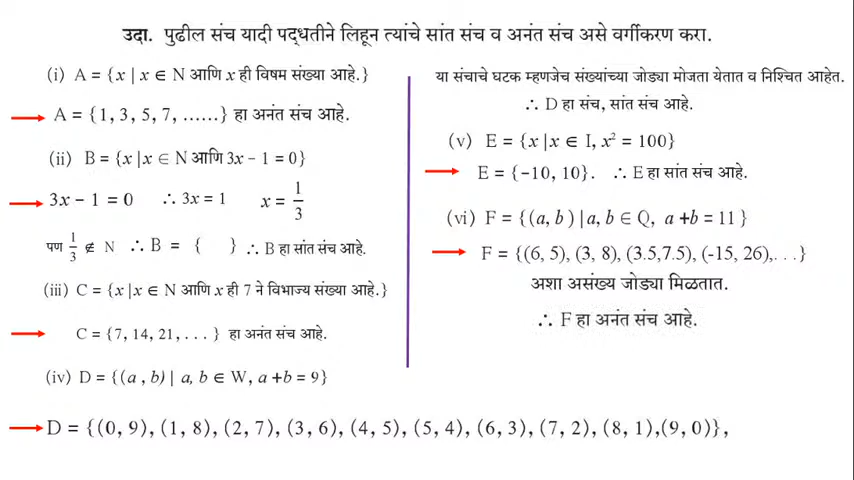 उदा. पुढील संच यादी पद्धतीने लिहून त्यांचे सांत संच व अनंत संच असे वर्गीकरण करा.
(i) A = {x | x ∈ N आणि x ही विषम संख्या आहे.}
A = {1, 3, 5, 7, ......} हा अनंत संच आहे.
(ii) B = {x |x ∈ N आणि 3x - 1 = 0}
3x − 1 = 0 ∴ 3x = 1 x = 1/3
पण 1/3 ∉ N ∴ B = { } ∴ B हा सांत संच आहे.
(iii) C = {x |x ∈ N आणि x ही 7 ने विभाज्य संख्या आहे.}
C = {7, 14, 21, . . . } हा अनंत संच आहे.
(iv) D = {(a , b) | a, b ∈ W, a +b = 9}
D = {(0, 9), (1, 8), (2, 7), (3, 6), (4, 5), (5, 4), (6, 3), (7, 2), (8, 1),(9, 0)},
या संचाचे घटक म्हणजेच संख्यांच्या जोड्या मोजता येतात व निश्चित आहेत.
∴ D हा संच, सांत संच आहे.
(v) E = {x |x ∈ I, x² = 100}
E = {-10, 10}. ∴ E हा सांत संच आहे.
(vi) F = {(a, b ) |a, b ∈ Q, a +b = 11 }
F = {(6, 5), (3, 8), (3.5,7.5), (-15, 26),. . .}
अशा असंख्य जोड्या मिळतात.
∴ F हा अनंत संच आहे.